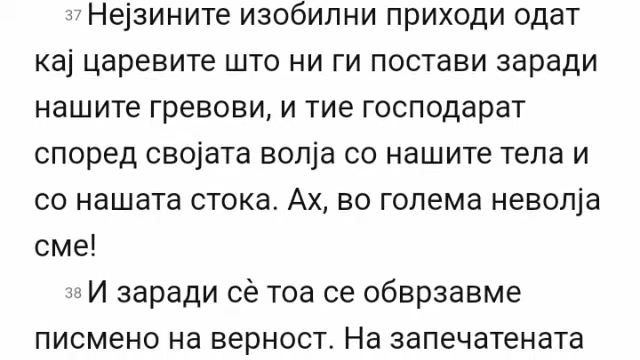 37 Нејзините изобилни приходи одат
кај царевите што ни ги постави заради
нашите гревови, и тие господарат
според својата волја со нашите тела и
со нашата стока. Ах, во голема неволја
сме!
38 И заради сѐ тоа се обврзавме
писмено на верност. На запечатената